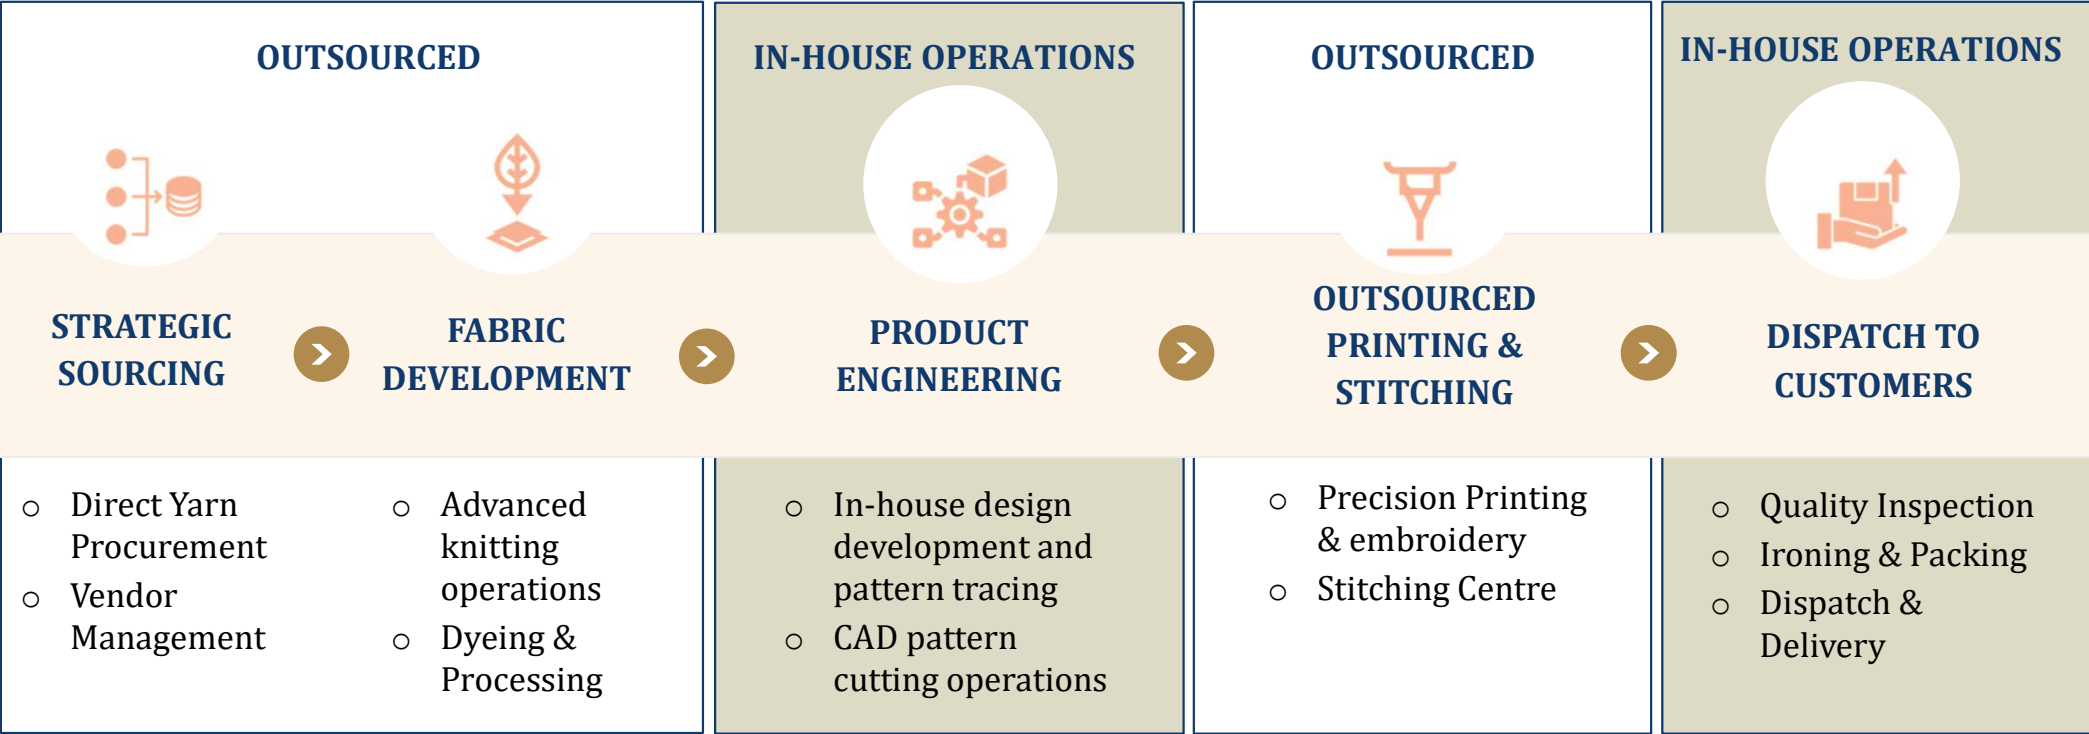 OUTSOURCED
STRATEGIC
SOURCING
o Direct Yarn
Procurement
o Vendor
Management
FABRIC
DEVELOPMENT
o Advanced
knitting
operations
o Dyeing &
Processing
IN-HOUSE OPERATIONS
PRODUCT
ENGINEERING
o In-house design
development and
pattern tracing
o CAD pattern
cutting operations
OUTSOURCED
OUTSOURCED
PRINTING &
STITCHING
o Precision Printing
& embroidery
o Stitching Centre
IN-HOUSE OPERATIONS
DISPATCH TO
CUSTOMERS
o Quality Inspection
o Ironing & Packing
o Dispatch &
Delivery